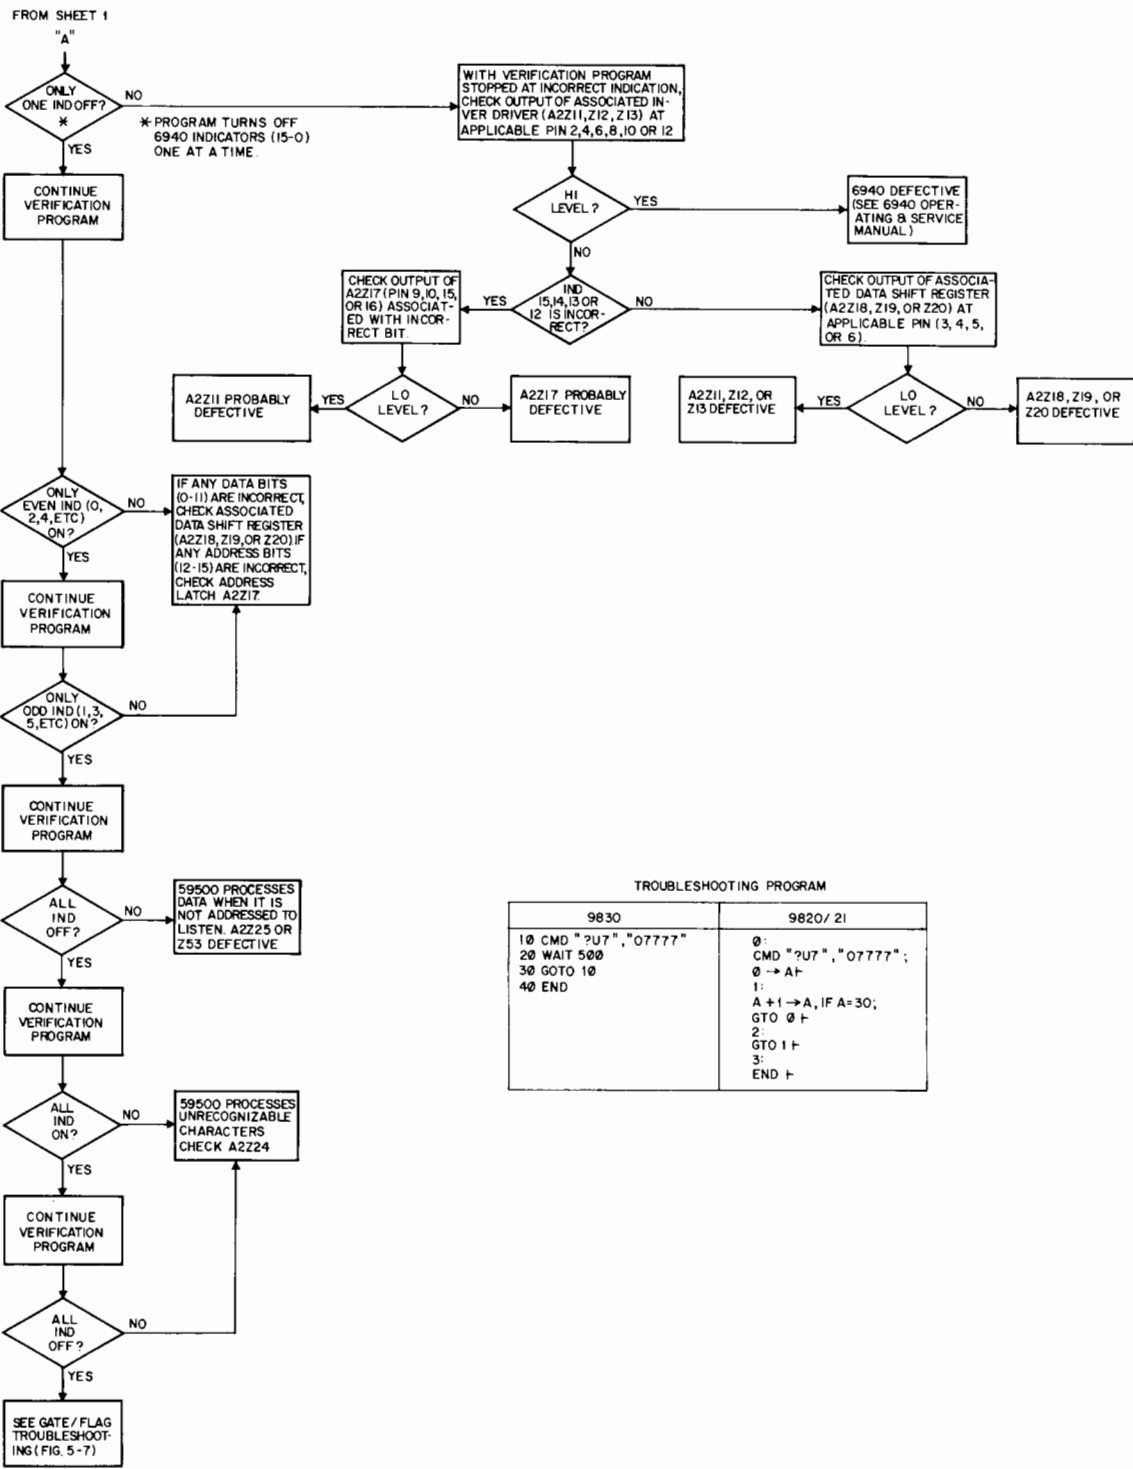 FROM SHEET 1
"A"
ONLY
ONE IND OFF?
*
NO
YES
* PROGRAM TURNS OFF
6940 INDICATORS (15-0)
ONE AT A TIME.
WITH VERIFICATION PROGRAM
STOPPED AT INCORRECT INDICATION,
CHECK OUTPUT OF ASSOCIATED IN-
VER DRIVER (A2Z11, Z12, Z13) AT
APPLICABLE PIN 2,4,6,8,10 OR 12
CONTINUE
VERIFICATION
PROGRAM
HI
LEVEL?
YES
NO
6940 DEFECTIVE
(SEE 6940 OPER-
ATING & SERVICE
MANUAL)
IND
15,14,13 OR
12 IS INCOR-
RECT?
YES
NO
CHECK OUTPUT OF
A2Z17 (PIN 9,10, 15,
OR 16) ASSOCIAT-
ED WITH INCOR-
RECT BIT.
CHECK OUTPUT OF ASSOCIA-
TED DATA SHIFT REGISTER
(A2Z18, Z19, OR Z20) AT
APPLICABLE PIN (3, 4, 5,
OR 6).
LO
LEVEL?
YES
NO
A2Z11 PROBABLY
DEFECTIVE
A2Z17 PROBABLY
DEFECTIVE
LO
LEVEL?
YES
NO
A2Z11, Z12, OR
Z13 DEFECTIVE
A2Z18, Z19, OR
Z20 DEFECTIVE
ONLY
EVEN IND (0,
2,4, ETC)
ON?
NO
YES
IF ANY DATA BITS
(0-11) ARE INCORRECT,
CHECK ASSOCIATED
DATA SHIFT REGISTER
(A2Z18, Z19, OR Z20) IF
ANY ADDRESS BITS
(12-15) ARE INCORRECT,
CHECK ADDRESS
LATCH A2Z17.
CONTINUE
VERIFICATION
PROGRAM
ONLY
ODD IND (1,3,
5, ETC) ON?
NO
YES
CONTINUE
VERIFICATION
PROGRAM
ALL
IND
OFF?
NO
YES
59500 PROCESSES
DATA WHEN IT IS
NOT ADDRESSED TO
LISTEN. A2Z25 OR
Z53 DEFECTIVE
CONTINUE
VERIFICATION
PROGRAM
ALL
IND
ON?
NO
YES
59500 PROCESSES
UNRECOGNIZABLE
CHARACTERS
CHECK A2Z24
CONTINUE
VERIFICATION
PROGRAM
ALL
IND
OFF?
NO
YES
SEE GATE/FLAG
TROUBLESHOOT-
ING (FIG. 5-7)
TROUBLESHOOTING PROGRAM
9830
10 CMD "?U7", "O7777"
20 WAIT 500
30 GOTO 10
40 END
9820/21
0:
CMD "?U7", "O7777";
0 → A⊢
1:
A +1 → A, IF A=30;
GTO 0 ⊢
2:
GTO 1 ⊢
3:
END ⊢